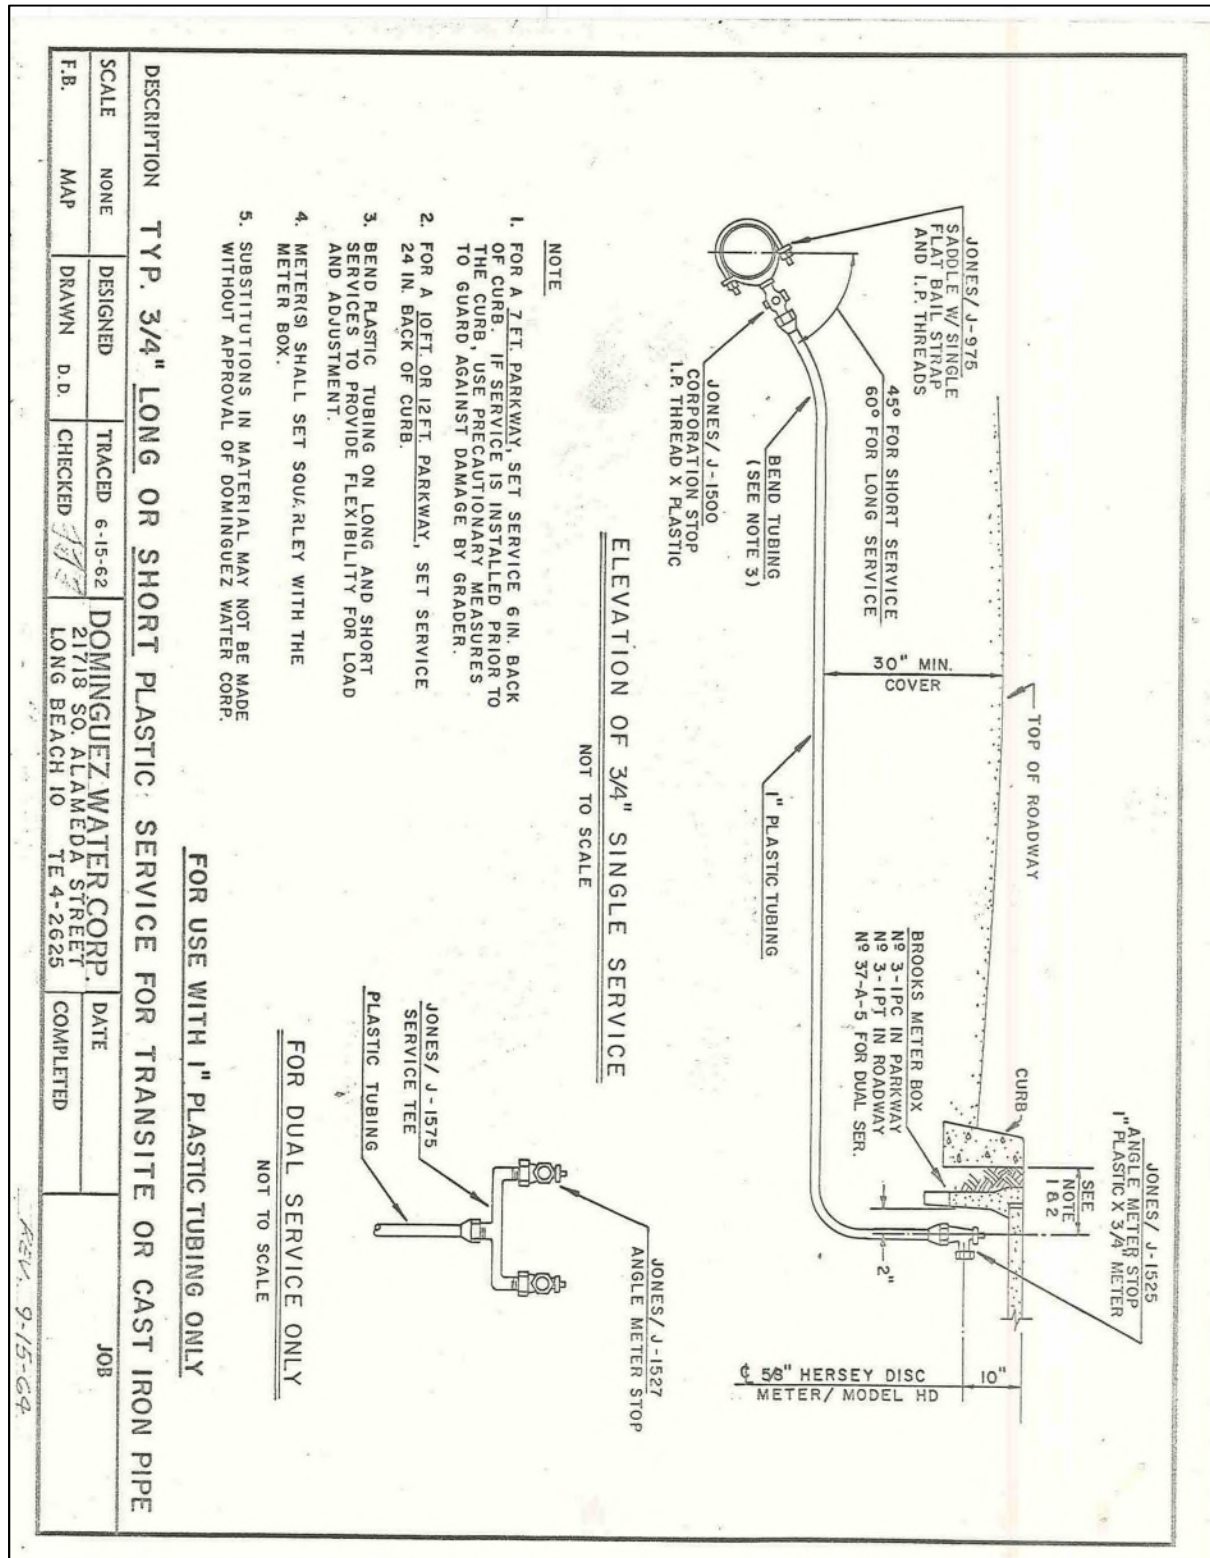 JONES/ J-975
SADDLE W/ SINGLE
FLAT BAIL STRAP
AND I.P. THREADS
45° FOR SHORT SERVICE
60° FOR LONG SERVICE
BEND TUBING
(SEE NOTE 3)
JONES/ J-1500
CORPORATION STOP
I.P. THREAD X PLASTIC
30" MIN.
COVER
TOP OF ROADWAY
1" PLASTIC TUBING
BROOKS METER BOX
Nº 3-1PC IN PARKWAY
Nº 3-1PT IN ROADWAY
Nº 37-A-5 FOR DUAL SER.
CURB
SEE
NOTE
1 & 2
JONES/ J-1525
ANGLE METER STOP
1" PLASTIC X 3/4" METER
2"
10"
℄ 5/8" HERSEY DISC
METER/ MODEL HD
ELEVATION OF 3/4" SINGLE SERVICE
NOT TO SCALE
NOTE
1. FOR A 7 FT. PARKWAY, SET SERVICE 6 IN. BACK
OF CURB. IF SERVICE IS INSTALLED PRIOR TO
THE CURB, USE PRECAUTIONARY MEASURES
TO GUARD AGAINST DAMAGE BY GRADER.
2. FOR A 10 FT. OR 12 FT. PARKWAY, SET SERVICE
24 IN. BACK OF CURB.
3. BEND PLASTIC TUBING ON LONG AND SHORT
SERVICES TO PROVIDE FLEXIBILITY FOR LOAD
AND ADJUSTMENT.
4. METER(S) SHALL SET SQUARLEY WITH THE
METER BOX.
5. SUBSTITUTIONS IN MATERIAL MAY NOT BE MADE
WITHOUT APPROVAL OF DOMINGUEZ WATER CORP.
JONES/ J-1527
ANGLE METER STOP
JONES/ J-1575
SERVICE TEE
PLASTIC TUBING
FOR DUAL SERVICE ONLY
NOT TO SCALE
FOR USE WITH 1" PLASTIC TUBING ONLY
DESCRIPTION TYP. 3/4" LONG OR SHORT PLASTIC SERVICE FOR TRANSITE OR CAST IRON PIPE
SCALE NONE
DESIGNED
TRACED 6-15-62
F.B. MAP
DRAWN D.D.
CHECKED
DOMINGUEZ WATER CORP.
21718 SO. ALAMEDA STREET
LONG BEACH 10 TE 4-2625
DATE
COMPLETED
JOB
REV. 9-15-64